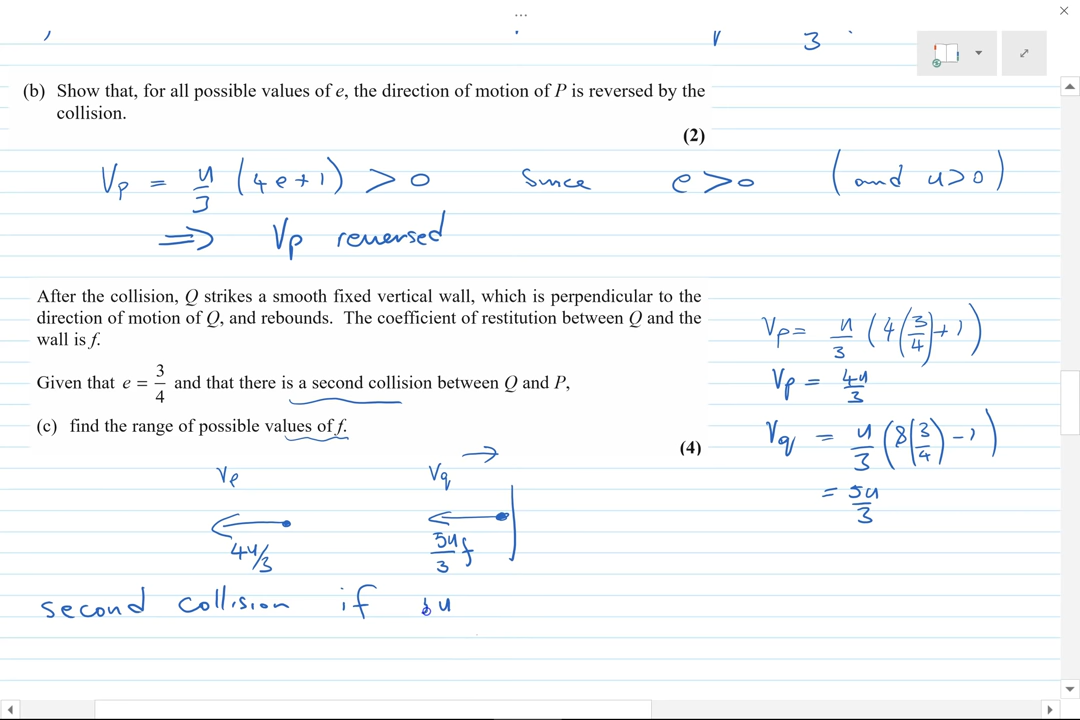 3
(b) Show that, for all possible values of e, the direction of motion of P is reversed by the
collision.
(2)
Vp = u/3 (4e+1) > 0 since e>0 (and u>0)
⇒ Vp reversed
After the collision, Q strikes a smooth fixed vertical wall, which is perpendicular to the
direction of motion of Q, and rebounds. The coefficient of restitution between Q and the
wall is f.
Given that e = 3/4 and that there is a second collision between Q and P,
(c) find the range of possible values of f.
(4)
Vp = u/3 (4(3/4)+1)
Vp = 4u/3
Vq = u/3 (8(3/4)-1)
= 5u/3
Vp Vq →
4u/3 5u/3 f
second collision if 5u